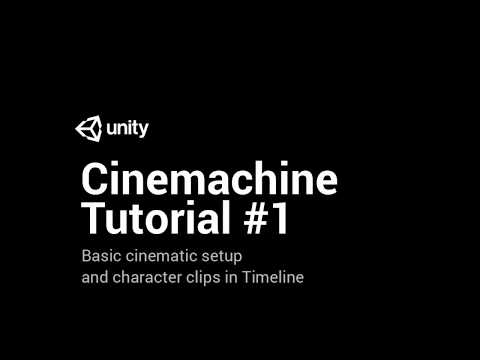 unity
Cinemachine
Tutorial #1
Basic cinematic setup
and character clips in Timeline